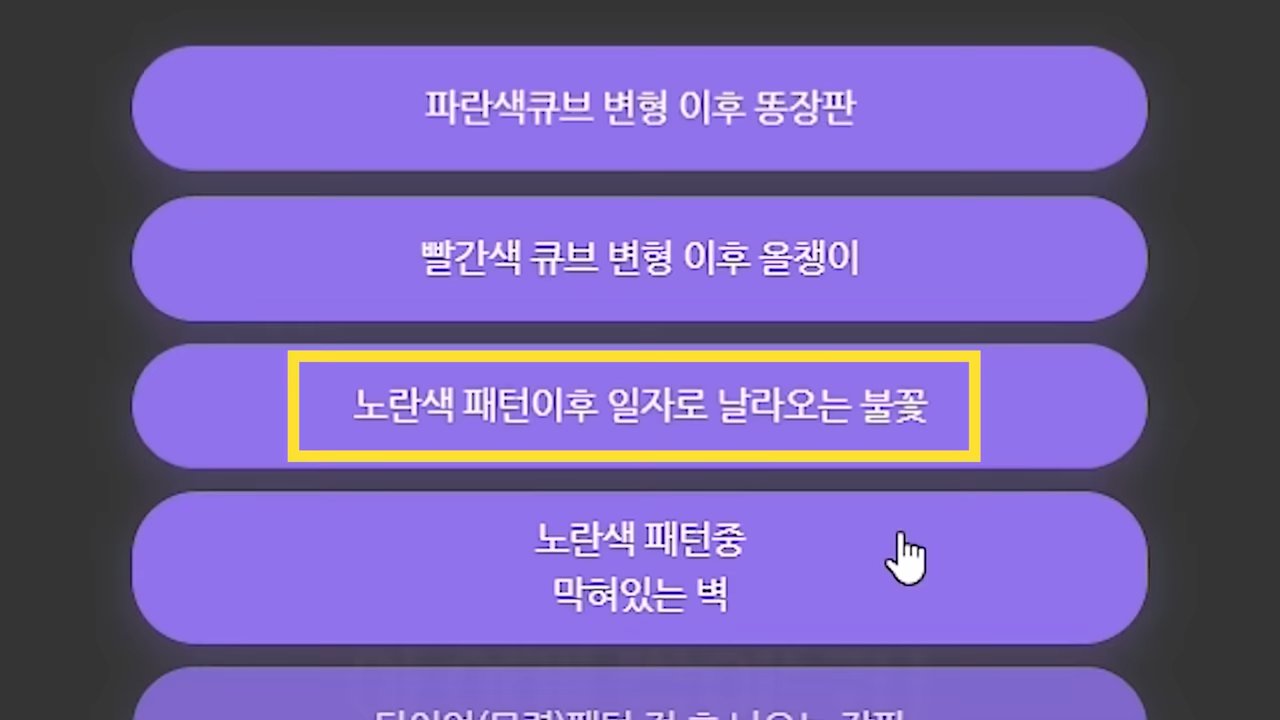 파란색큐브 변형 이후 똥장판
빨간색 큐브 변형 이후 올챙이
노란색 패턴이후 일자로 날라오는 불꽃
노란색 패턴중
막혀있는 벽